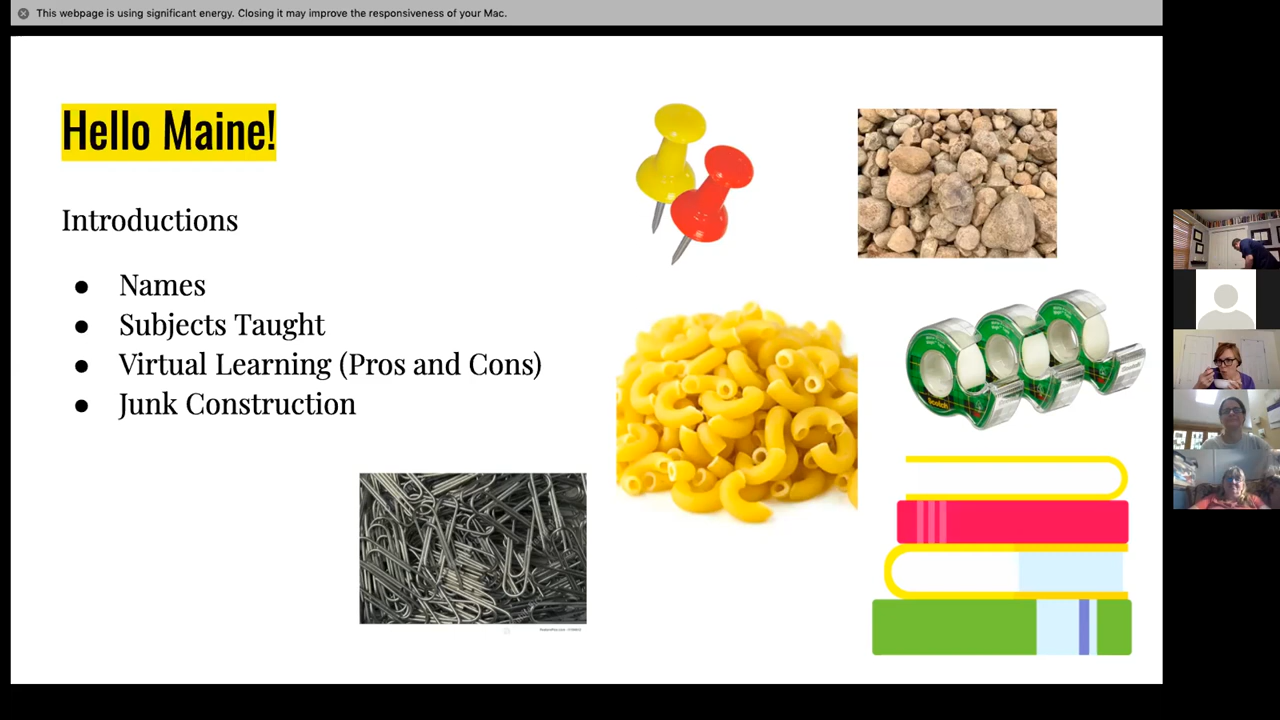 This webpage is using significant energy. Closing it may improve the responsiveness of your Mac.
Hello Maine!
Introductions
● Names
● Subjects Taught
● Virtual Learning (Pros and Cons)
● Junk Construction
Scotch